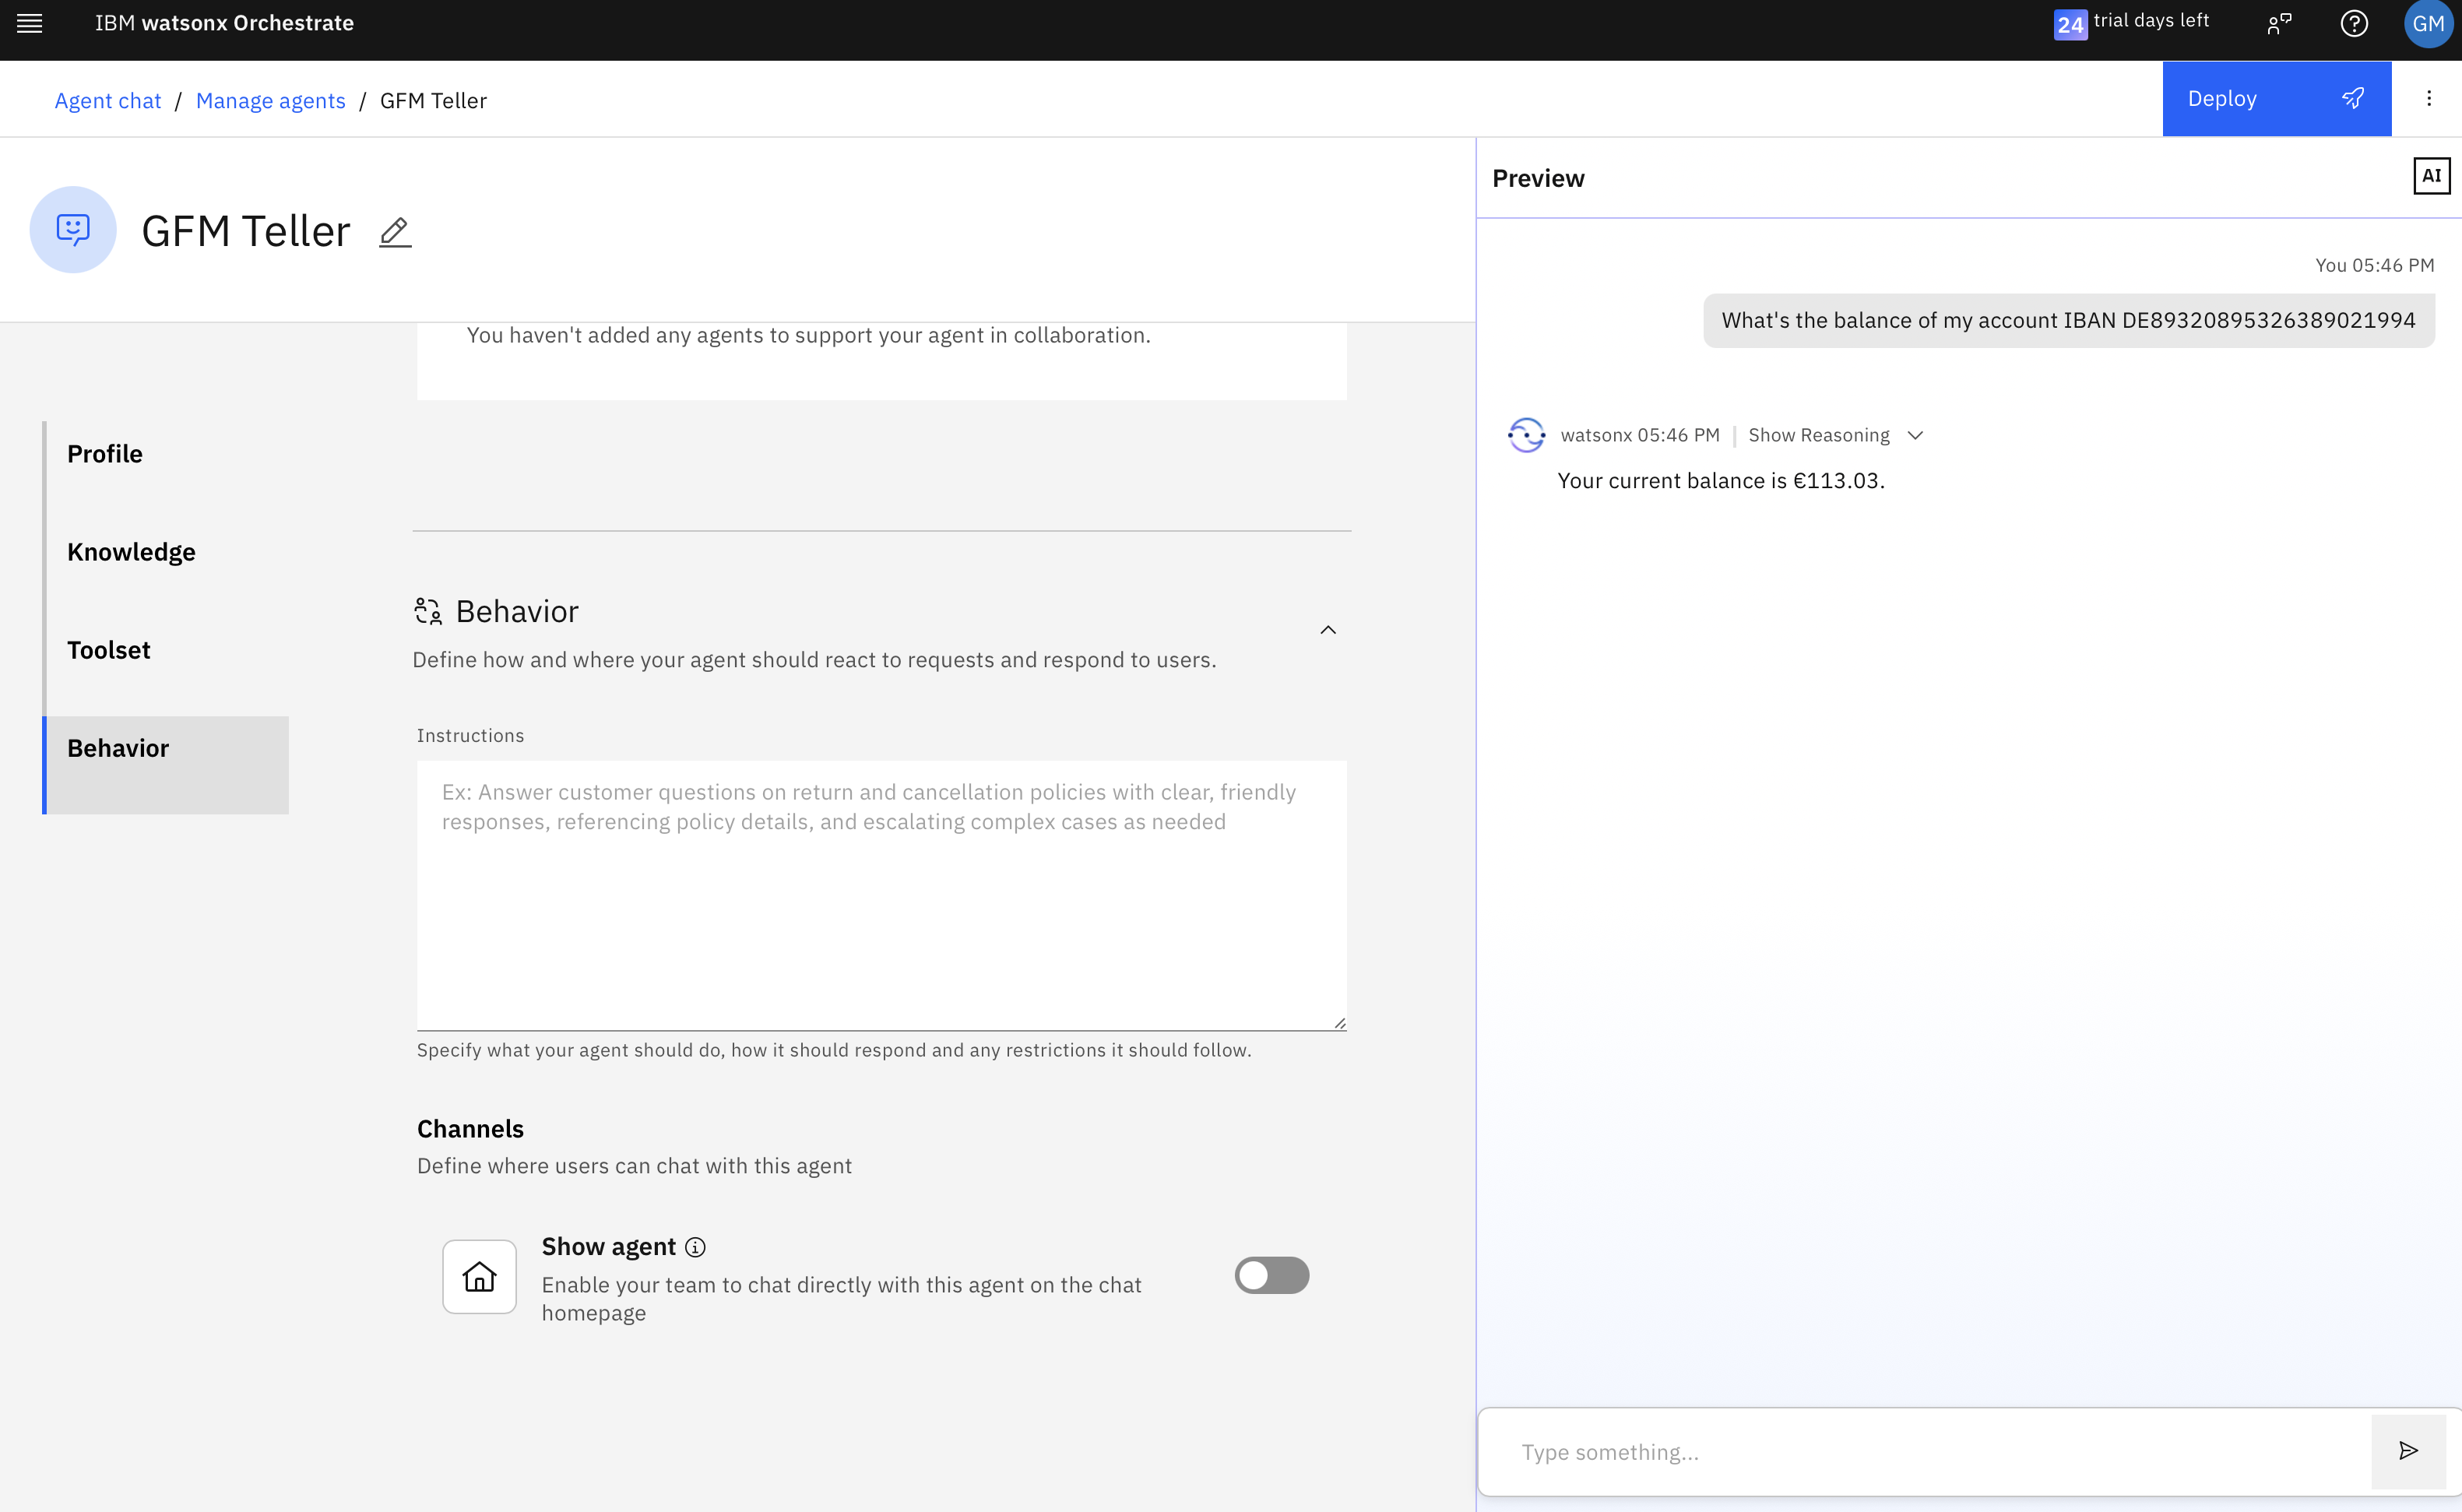 IBM watsonx Orchestrate
24 trial days left
GM
Agent chat / Manage agents / GFM Teller
Deploy
GFM Teller
You haven't added any agents to support your agent in collaboration.
Profile
Knowledge
Toolset
Behavior
Behavior
Define how and where your agent should react to requests and respond to users.
Instructions
Ex: Answer customer questions on return and cancellation policies with clear, friendly
responses, referencing policy details, and escalating complex cases as needed
Specify what your agent should do, how it should respond and any restrictions it should follow.
Channels
Define where users can chat with this agent
Show agent
Enable your team to chat directly with this agent on the chat
homepage
Preview
AI
You 05:46 PM
What's the balance of my account IBAN DE89320895326389021994
watsonx 05:46 PM | Show Reasoning
Your current balance is €113.03.
Type something...